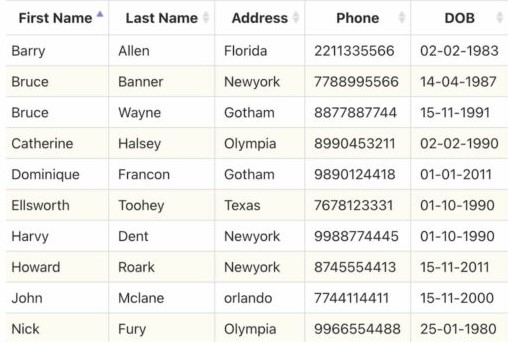 First Name Last Name Address Phone DOB
Barry Allen Florida 2211335566 02-02-1983
Bruce Banner Newyork 7788995566 14-04-1987
Bruce Wayne Gotham 8877887744 15-11-1991
Catherine Halsey Olympia 8990453211 02-02-1990
Dominique Francon Gotham 9890124418 01-01-2011
Ellsworth Toohey Texas 7678123331 01-10-1990
Harvy Dent Newyork 9988774445 01-10-1990
Howard Roark Newyork 8745554413 15-11-2011
John Mclane orlando 7744114411 15-11-2000
Nick Fury Olympia 9966554488 25-01-1980